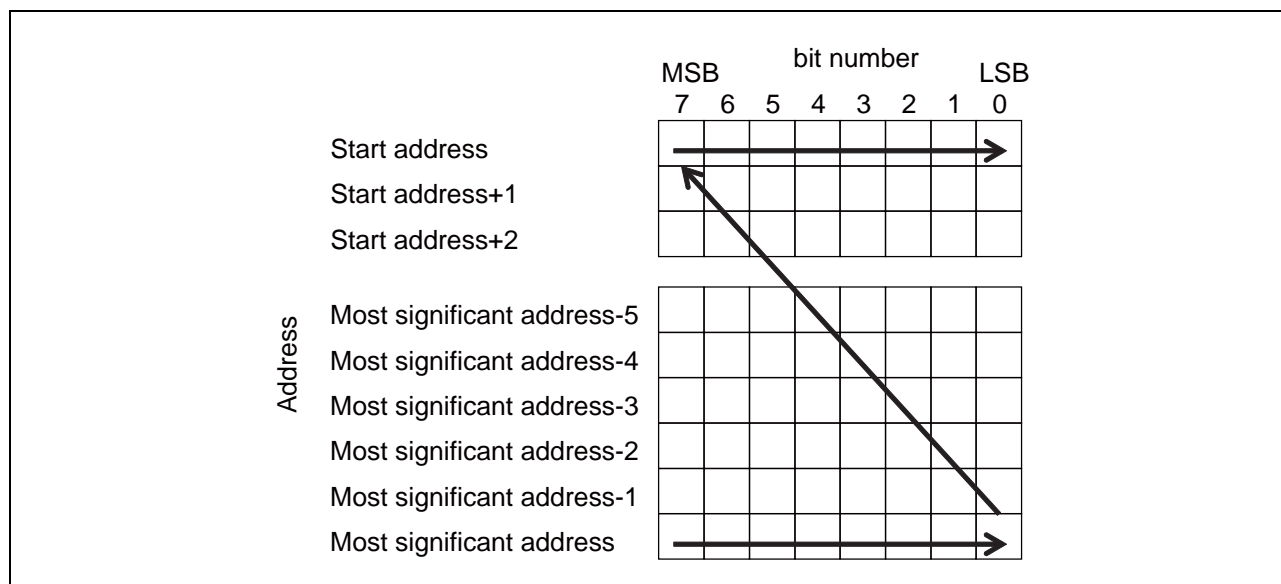 bit number
MSB LSB
7 6 5 4 3 2 1 0
Start address
Start address+1
Start address+2
Address
Most significant address-5
Most significant address-4
Most significant address-3
Most significant address-2
Most significant address-1
Most significant address